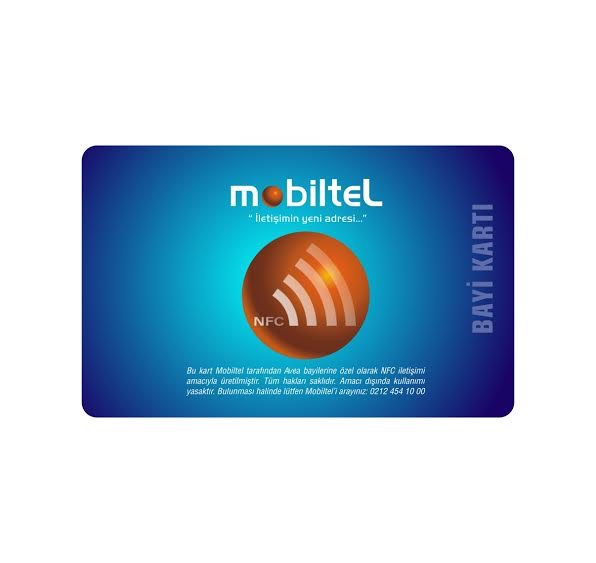 mobiltel
“ İletişimin yeni adresi...”
NFC
Bu kart Mobiltel tarafından Avea bayilerine özel olarak NFC iletişimi
amacıyla üretilmiştir. Tüm hakları saklıdır. Amacı dışında kullanımı
yasaktır. Bulunması halinde lütfen Mobiltel’i arayınız: 0212 454 10 00
BAYİ KARTI